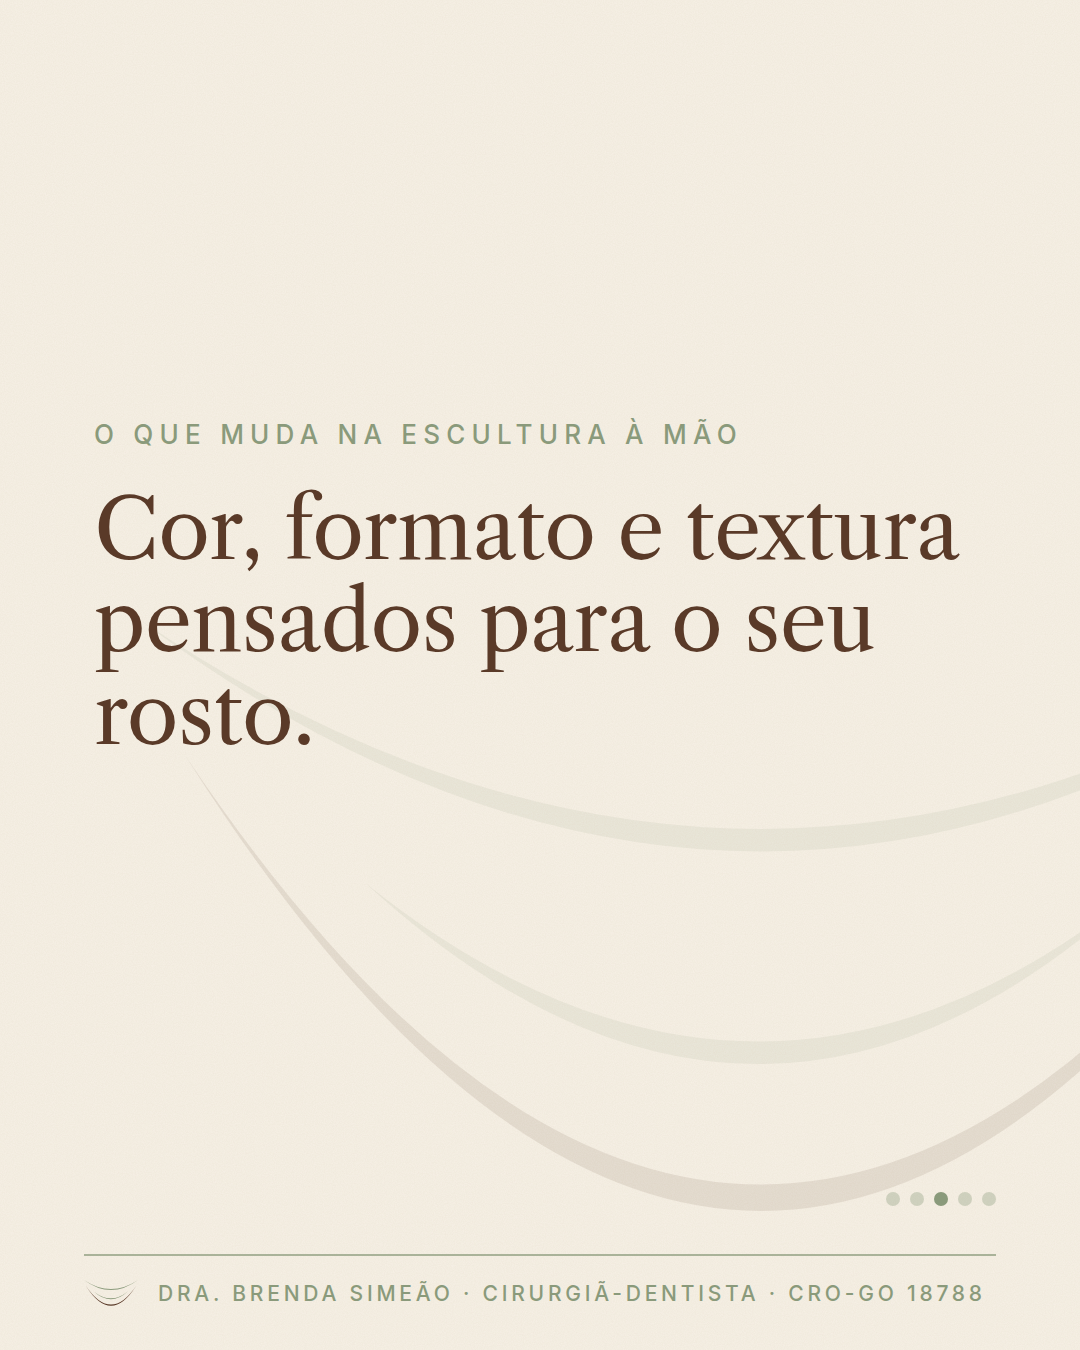 O QUE MUDA NA ESCULTURA À MÃO
Cor, formato e textura
pensados para o seu
rosto.
DRA. BRENDA SIMEÃO · CIRURGIÃ-DENTISTA · CRO-GO 18788